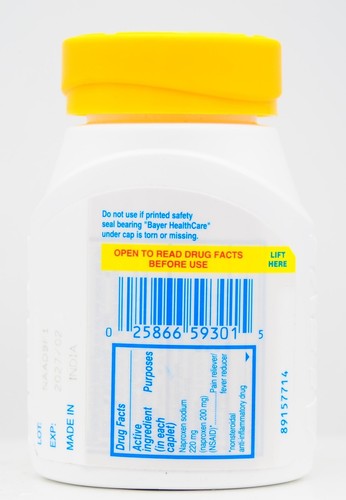 Do not use if printed safety
seal bearing "Bayer HealthCare"
under cap is torn or missing.
OPEN TO READ DRUG FACTS
BEFORE USE
LIFT
HERE
0 25866 59301 5
Drug Facts
Active
ingredient
(in each
caplet)
Purposes
Naproxen sodium
220 mg
(naproxen 200 mg)
(NSAID)*
Pain reliever/
fever reducer
*nonsteroidal
anti-inflammatory drug
89157714
LOT:
EXP:
MADE IN
INDIA